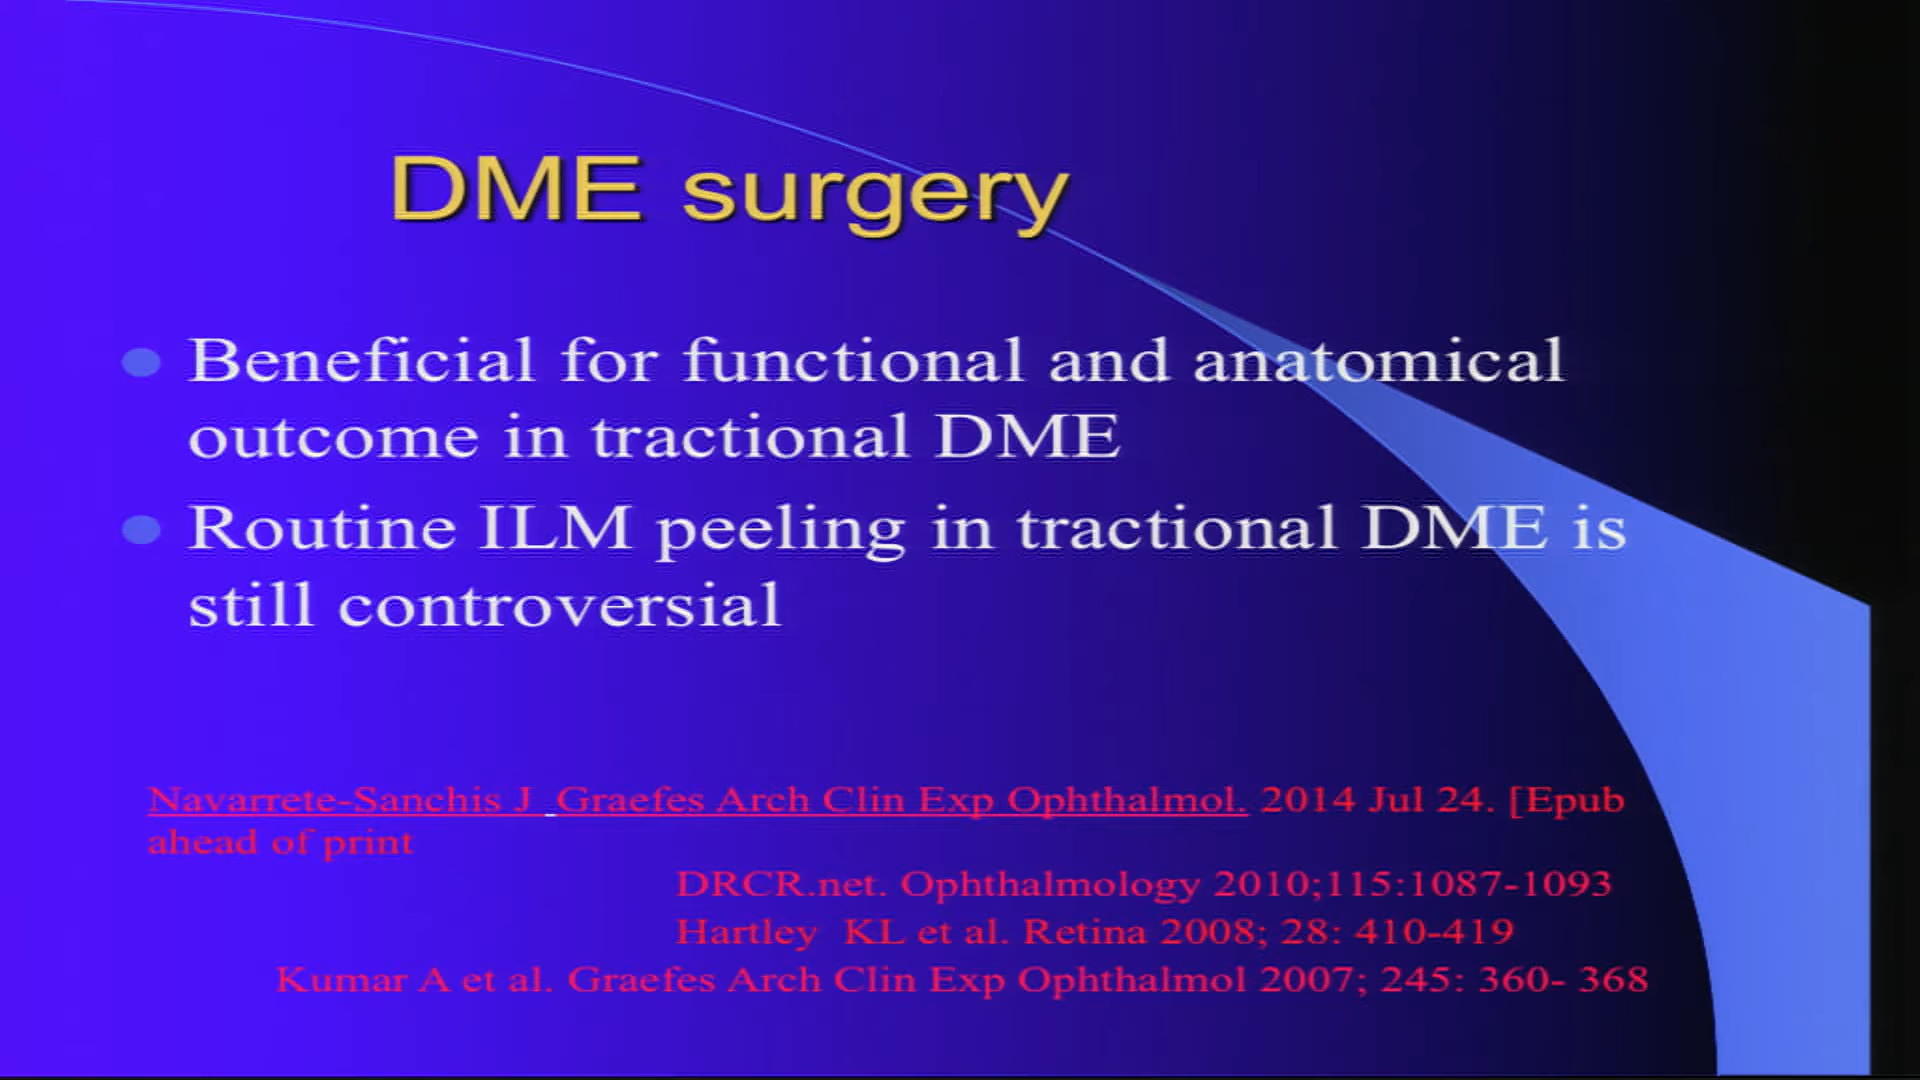 DME surgery
Beneficial for functional and anatomical
outcome in tractional DME
Routine ILM peeling in tractional DME is
still controversial
Navarrete-Sanchis J  Graefes Arch Clin Exp Ophthalmol. 2014 Jul 24. [Epub
ahead of print
DRCR.net. Ophthalmology 2010;115:1087-1093
Hartley  KL et al. Retina 2008; 28: 410-419
Kumar A et al. Graefes Arch Clin Exp Ophthalmol 2007; 245: 360- 368